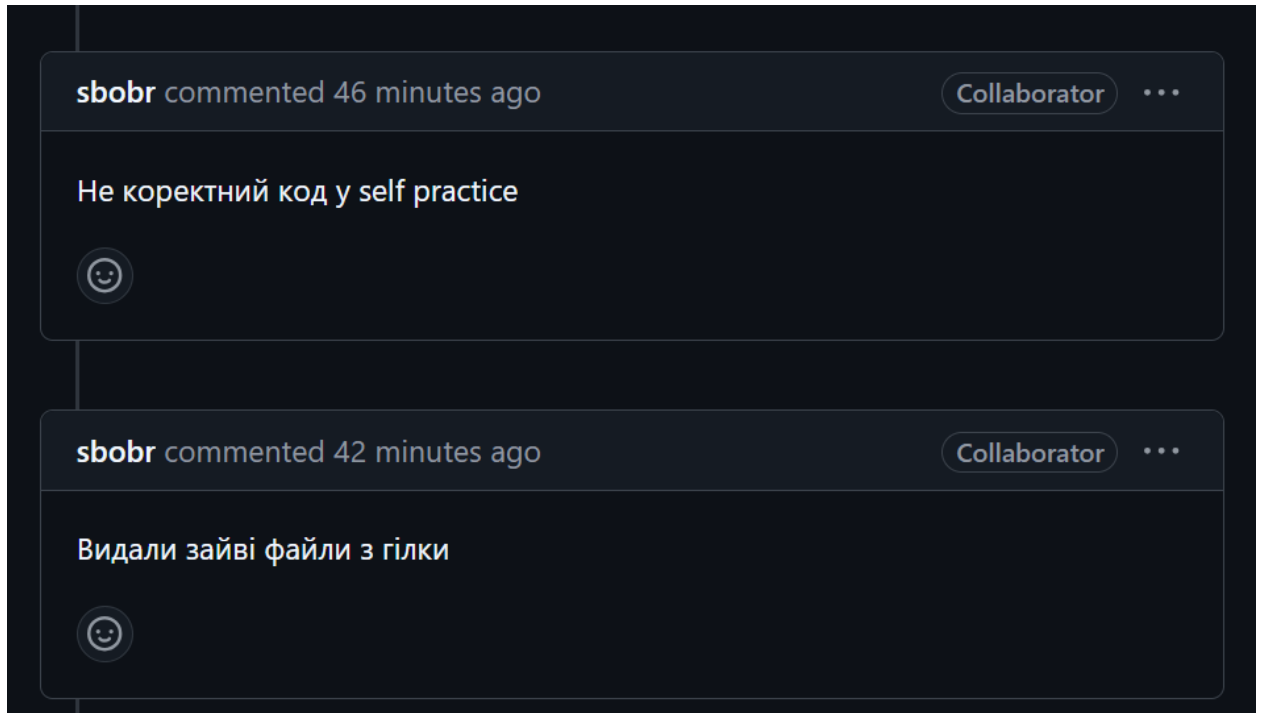 sbobr commented 46 minutes ago Collaborator
Не коректний код у self practice
sbobr commented 42 minutes ago Collaborator
Видали зайві файли з гілки